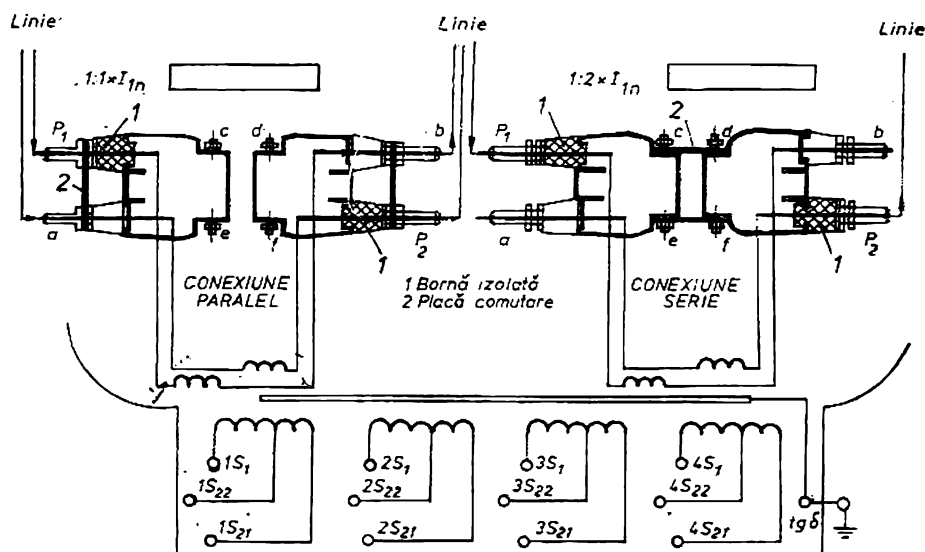 Linie
Linie
Linie
1:1×I1n
1:2×I1n
1
1
2
P1
c
d
b
P1
c
d
b
2
a
e
f
P2
a
e
f
P2
1
1
CONEXIUNE
PARALEL
1 Bornă izolată
2 Placă comutare
CONEXIUNE
SERIE
1S1
2S1
3S1
4S1
1S22
2S22
3S22
4S22
1S21
2S21
3S21
4S21
tg δ